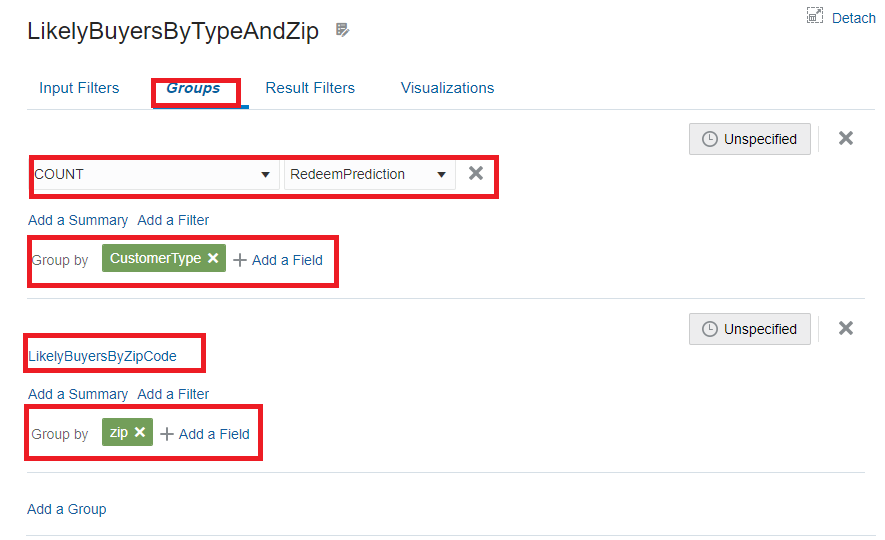 LikelyBuyersByTypeAndZip
Detach
Input Filters Groups Result Filters Visualizations
Unspecified
COUNT RedeemPrediction
Add a Summary Add a Filter
Group by CustomerType Add a Field
Unspecified
LikelyBuyersByZipCode
Add a Summary Add a Filter
Group by zip Add a Field
Add a Group